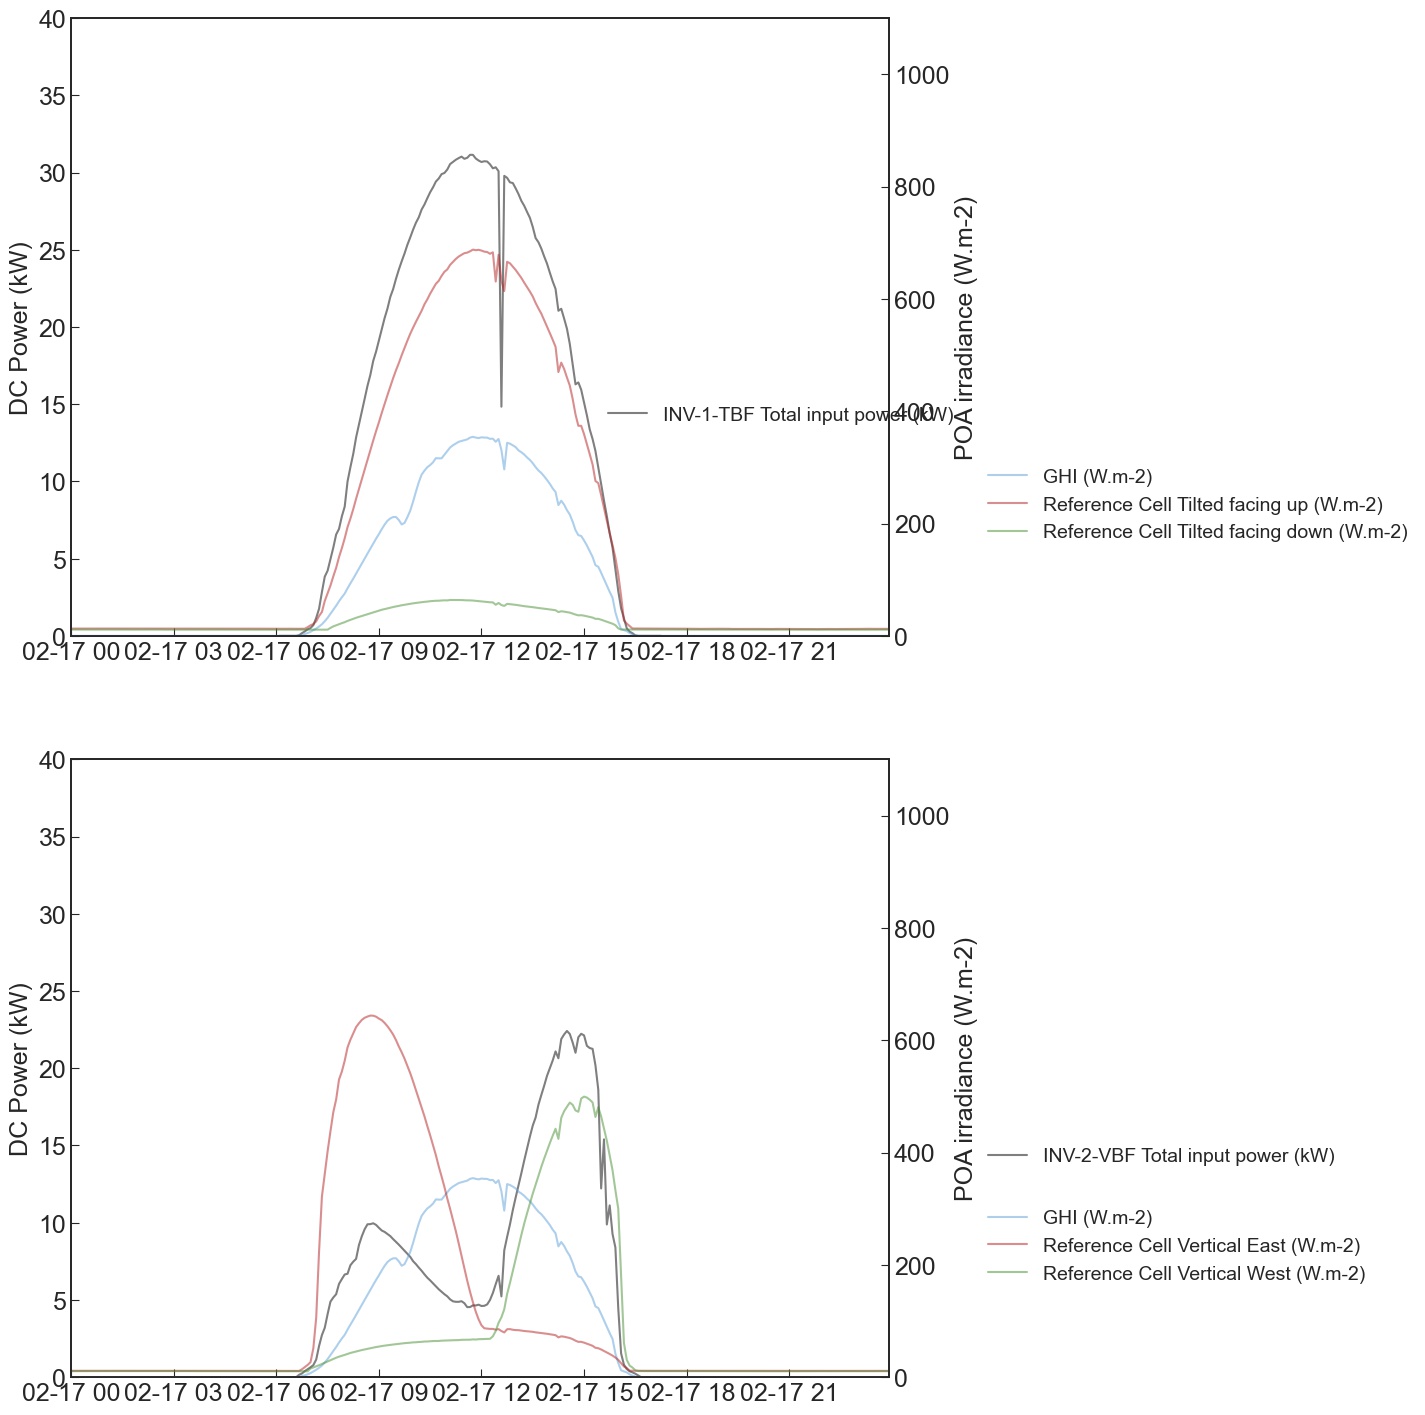 40
35
30
25
20
15
10
5
0
DC Power (kW)
1000
800
600
400
200
0
POA irradiance (W.m-2)
INV-1-TBF Total input power (kW)
GHI (W.m-2)
Reference Cell Tilted facing up (W.m-2)
Reference Cell Tilted facing down (W.m-2)
02-17 00 02-17 03 02-17 06 02-17 09 02-17 12 02-17 15 02-17 18 02-17 21
40
35
30
25
20
15
10
5
0
DC Power (kW)
1000
800
600
400
200
0
POA irradiance (W.m-2)
INV-2-VBF Total input power (kW)
GHI (W.m-2)
Reference Cell Vertical East (W.m-2)
Reference Cell Vertical West (W.m-2)
02-17 00 02-17 03 02-17 06 02-17 09 02-17 12 02-17 15 02-17 18 02-17 21